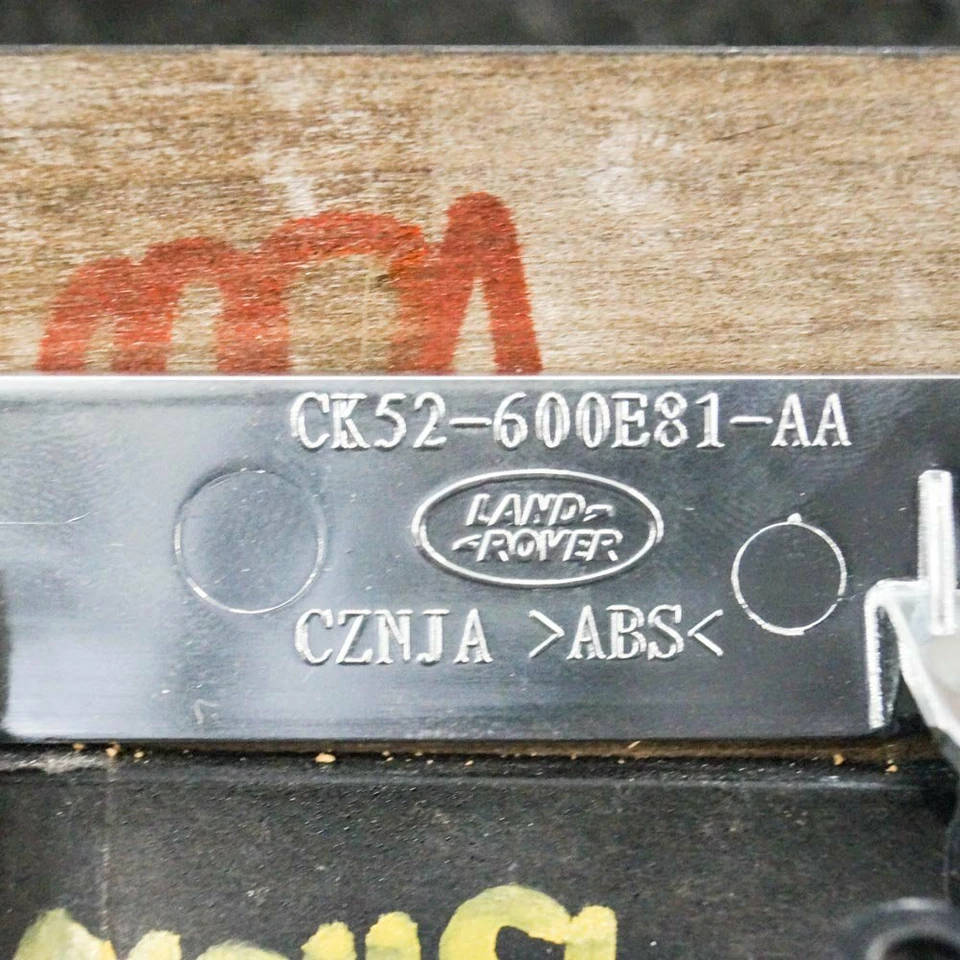 CK52-600E81-AA
LAND-
-ROVER
CZNJA >ABS<